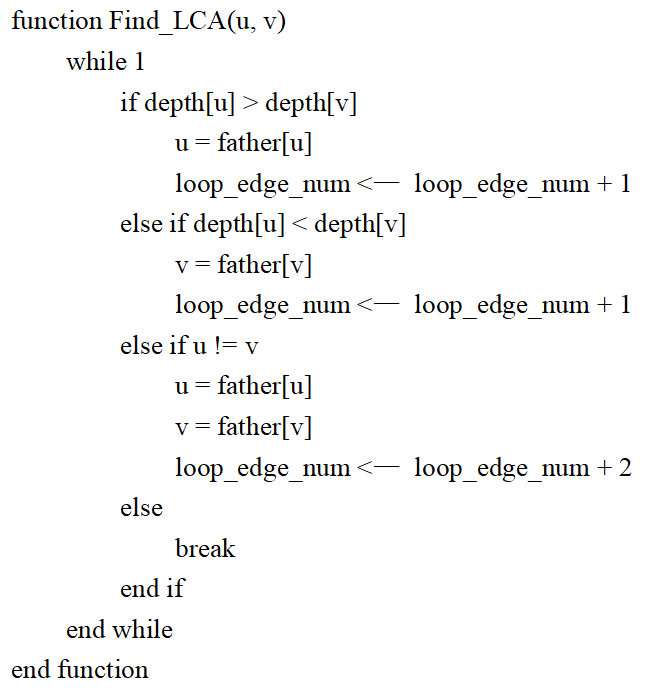 function Find_LCA(u, v)
while 1
if depth[u] > depth[v]
u = father[u]
loop_edge_num <— loop_edge_num + 1
else if depth[u] < depth[v]
v = father[v]
loop_edge_num <— loop_edge_num + 1
else if u != v
u = father[u]
v = father[v]
loop_edge_num <— loop_edge_num + 2
else
break
end if
end while
end function